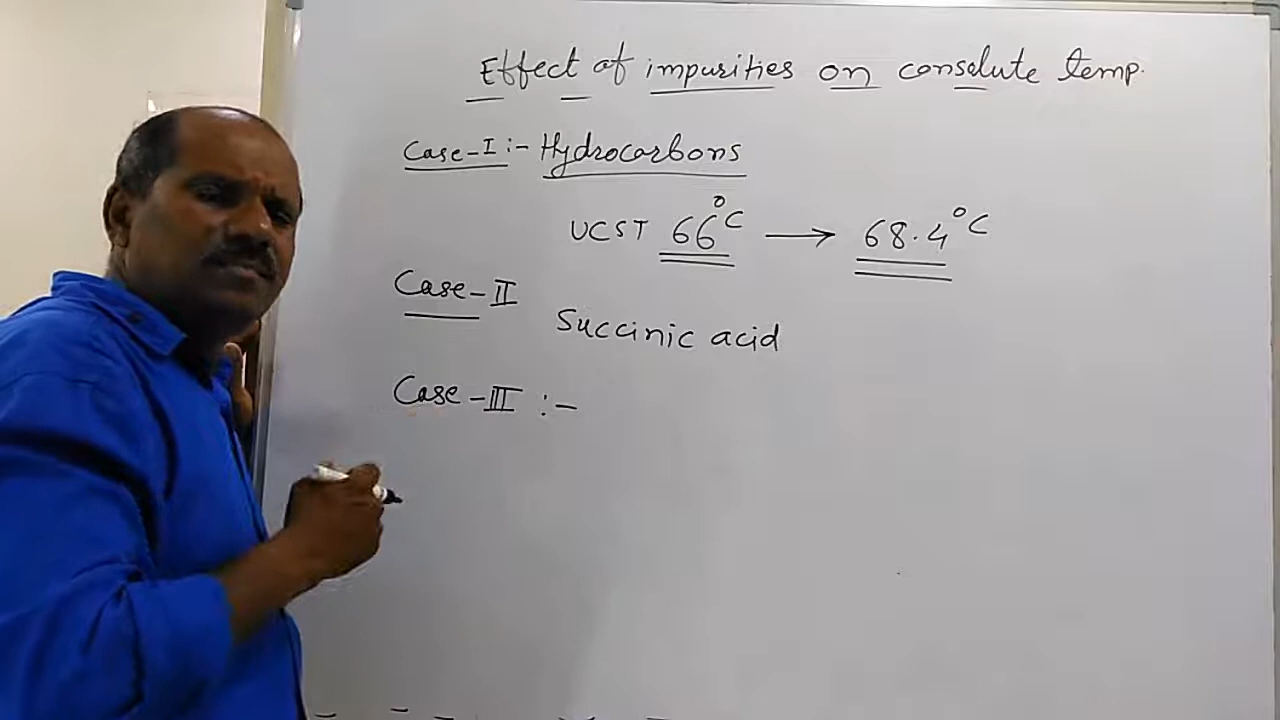 Effect of impurities on consolute temp.
Case-I :- Hydrocarbons
UCST 66°C → 68.4°C
Case-II
Succinic acid
Case-III :-